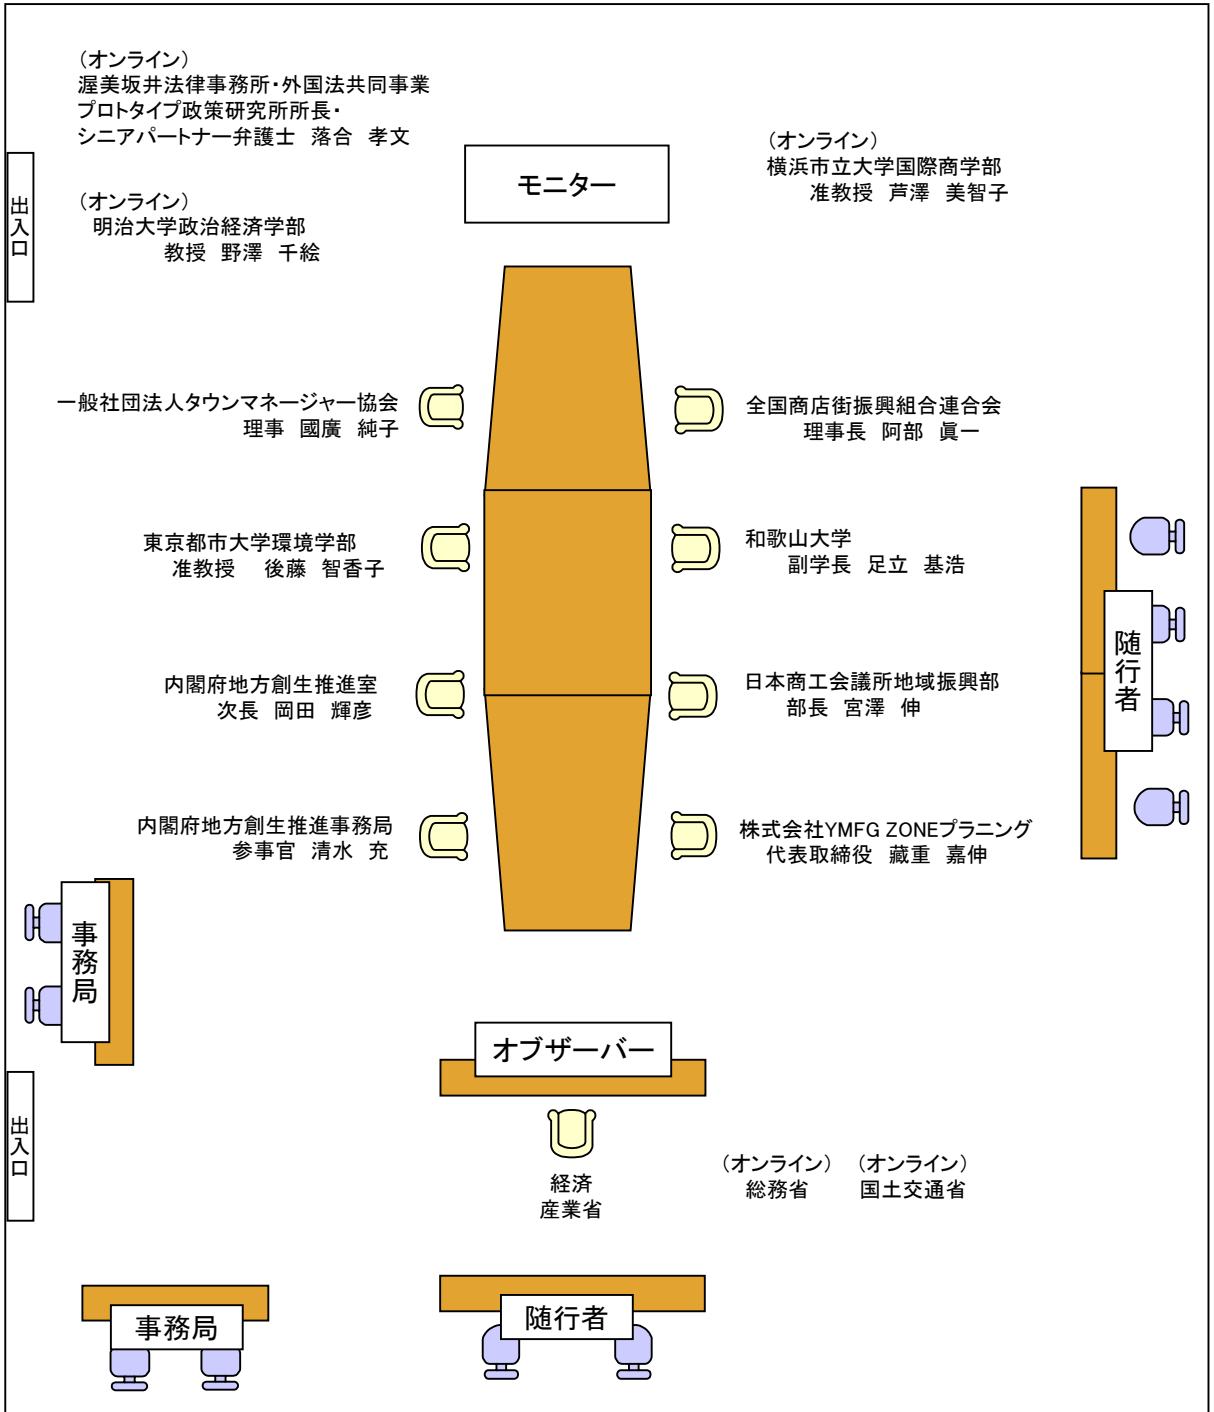 （オンライン）
渥美坂井法律事務所・外国法共同事業
プロトタイプ政策研究所所長・
シニアパートナー弁護士　落合　孝文
（オンライン）
横浜市立大学国際商学部
准教授　芦澤　美智子
モニター
出入口
（オンライン）
明治大学政治経済学部
教授　野澤　千絵
一般社団法人タウンマネージャー協会
理事　國廣　純子
全国商店街振興組合連合会
理事長　阿部　眞一
東京都市大学環境学部
准教授　後藤　智香子
和歌山大学
副学長　足立　基浩
随行者
内閣府地方創生推進室
次長　岡田　輝彦
日本商工会議所地域振興部
部長　宮澤　伸
内閣府地方創生推進事務局
参事官　清水　充
株式会社YMFG ZONEプラニング
代表取締役　藏重　嘉伸
事務局
オブザーバー
出入口
経済
産業省
（オンライン）
総務省
（オンライン）
国土交通省
事務局
随行者